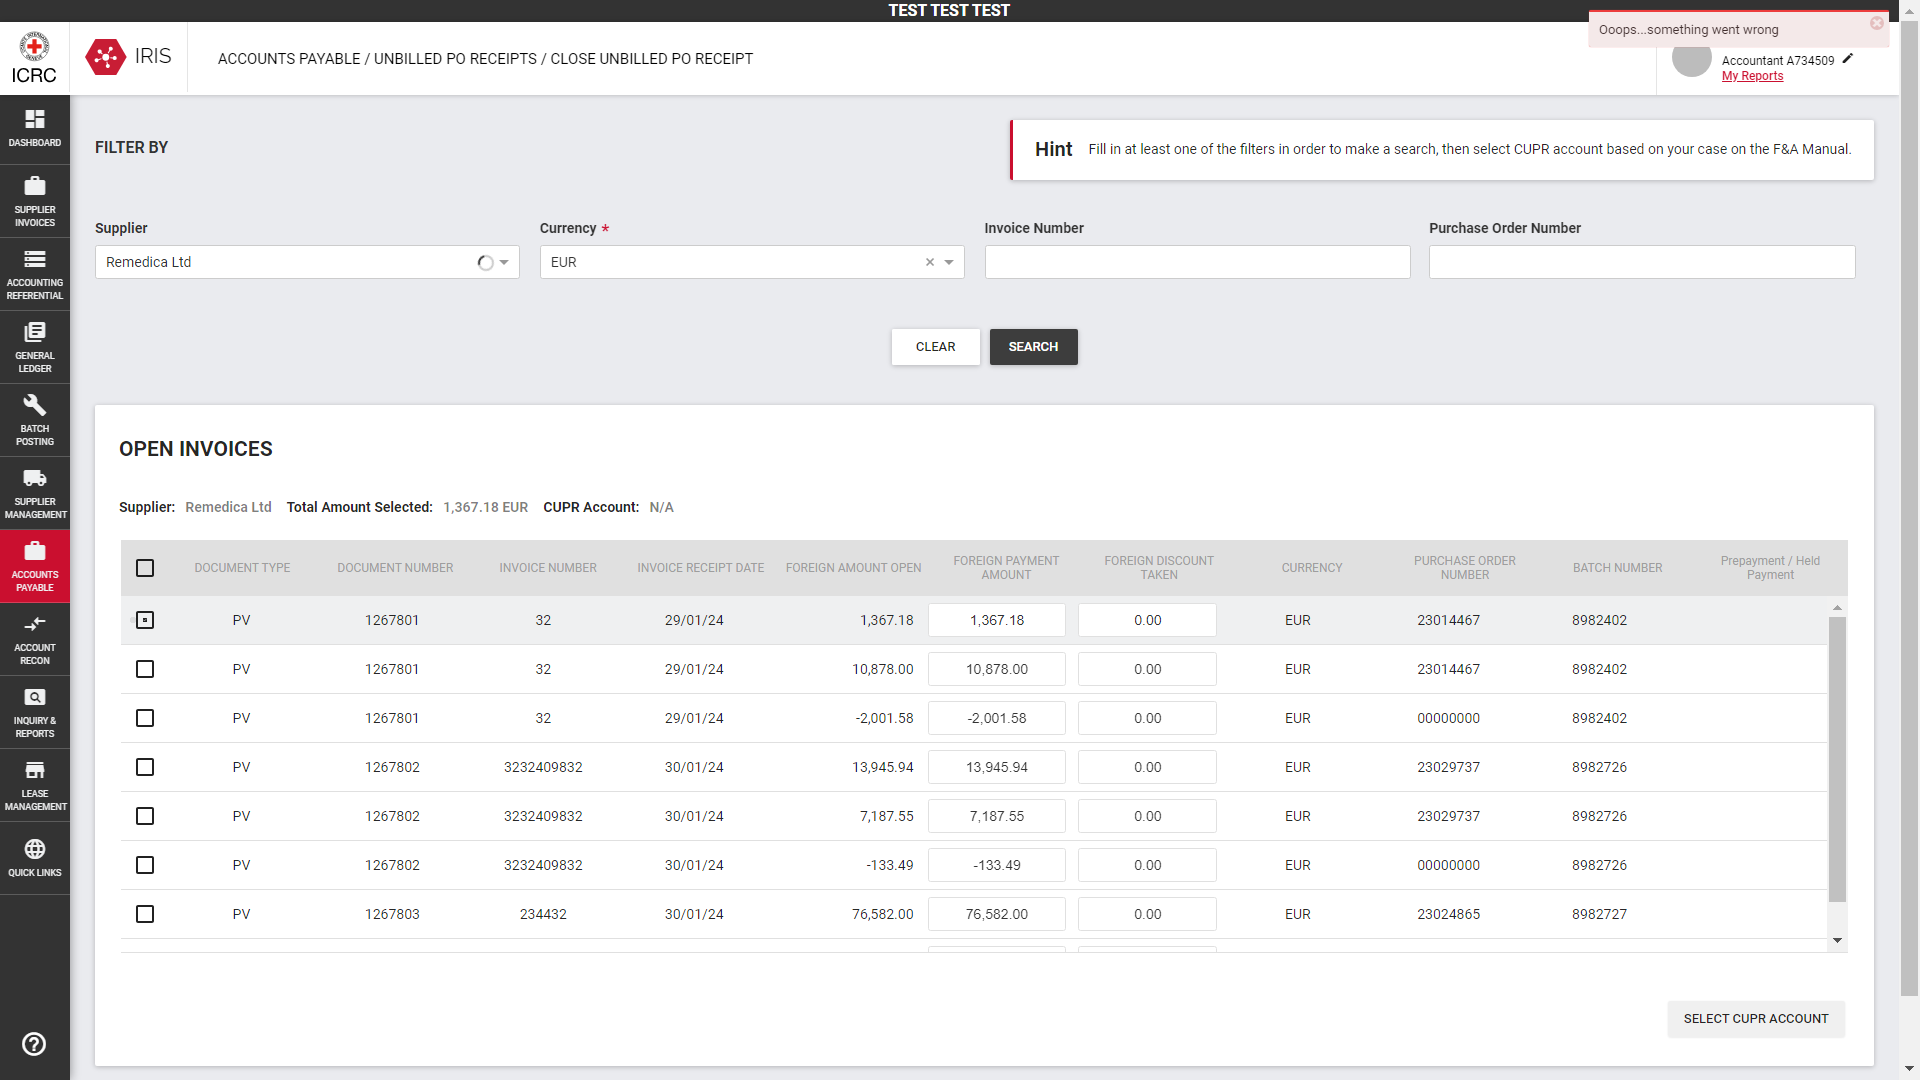 TEST TEST TEST
Ooops...something went wrong
ICRC
IRIS
ACCOUNTS PAYABLE / UNBILLED PO RECEIPTS / CLOSE UNBILLED PO RECEIPT
Accountant A734509
My Reports
DASHBOARD
SUPPLIER
INVOICES
ACCOUNTING
REFERENTIAL
GENERAL
LEDGER
BATCH
POSTING
SUPPLIER
MANAGEMENT
ACCOUNTS
PAYABLE
ACCOUNT
RECON
INQUIRY &
REPORTS
LEASE
MANAGEMENT
QUICK LINKS
FILTER BY
Hint Fill in at least one of the filters in order to make a search, then select CUPR account based on your case on the F&A Manual.
Supplier Currency * Invoice Number Purchase Order Number
Remedica Ltd EUR
CLEAR SEARCH
OPEN INVOICES
Supplier: Remedica Ltd Total Amount Selected: 1,367.18 EUR CUPR Account: N/A
DOCUMENT TYPE DOCUMENT NUMBER INVOICE NUMBER INVOICE RECEIPT DATE FOREIGN AMOUNT OPEN FOREIGN PAYMENT AMOUNT FOREIGN DISCOUNT TAKEN CURRENCY PURCHASE ORDER NUMBER BATCH NUMBER Prepayment / Held Payment
PV 1267801 32 29/01/24 1,367.18 1,367.18 0.00 EUR 23014467 8982402
PV 1267801 32 29/01/24 10,878.00 10,878.00 0.00 EUR 23014467 8982402
PV 1267801 32 29/01/24 -2,001.58 -2,001.58 0.00 EUR 00000000 8982402
PV 1267802 3232409832 30/01/24 13,945.94 13,945.94 0.00 EUR 23029737 8982726
PV 1267802 3232409832 30/01/24 7,187.55 7,187.55 0.00 EUR 23029737 8982726
PV 1267802 3232409832 30/01/24 -133.49 -133.49 0.00 EUR 00000000 8982726
PV 1267803 234432 30/01/24 76,582.00 76,582.00 0.00 EUR 23024865 8982727
SELECT CUPR ACCOUNT